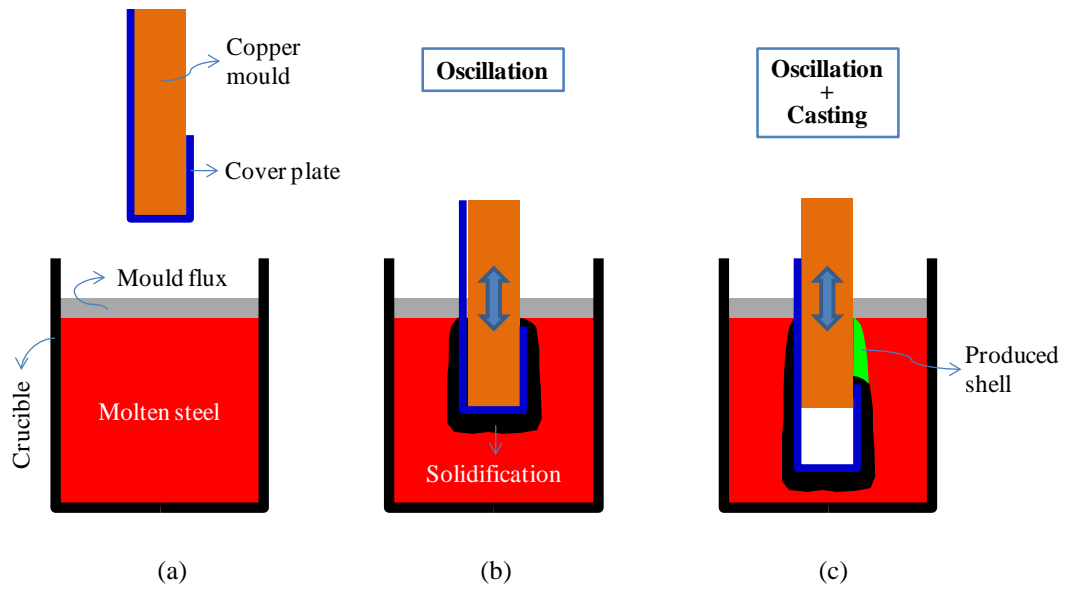 Copper
mould
Cover plate
Mould flux
Crucible
Molten steel
(a)
Oscillation
Solidification
(b)
Oscillation
+
Casting
Produced
shell
(c)